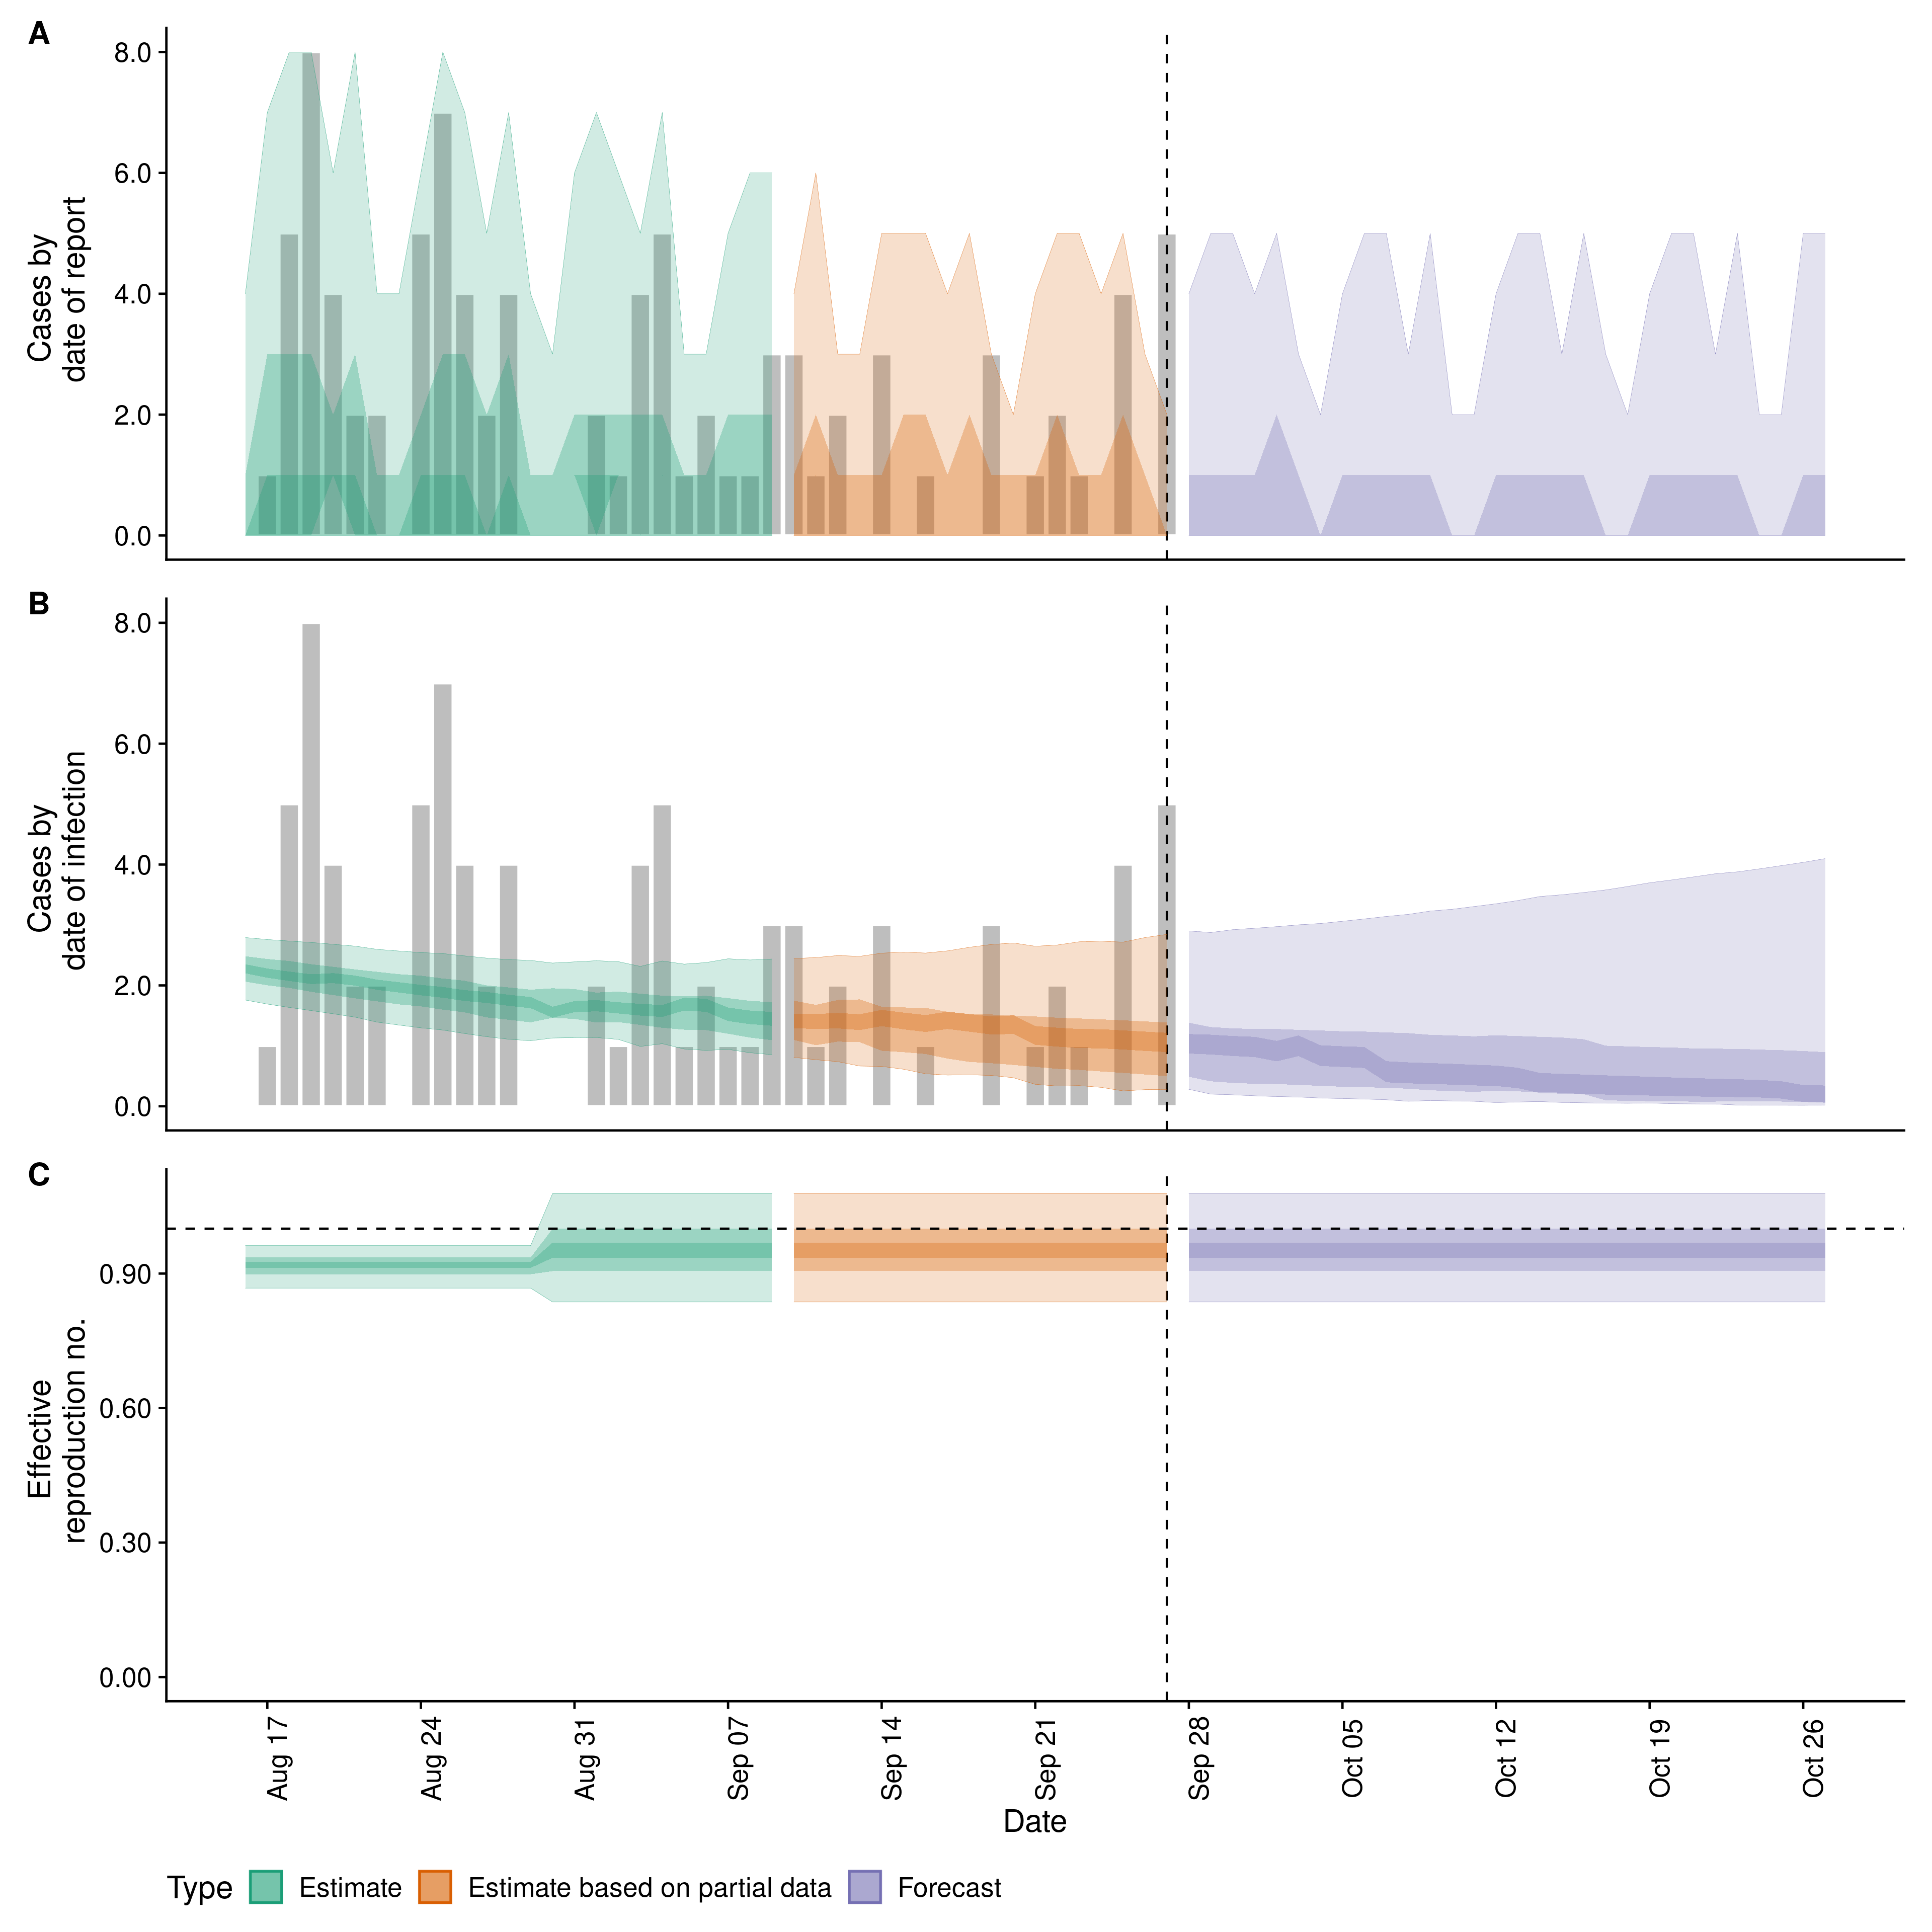 A
8.0
6.0
4.0
2.0
0.0
Cases by
date of report
B
8.0
6.0
4.0
2.0
0.0
Cases by
date of infection
C
0.90
0.60
0.30
0.00
Effective
reproduction no.
Aug 17
Aug 24
Aug 31
Sep 07
Sep 14
Sep 21
Sep 28
Oct 05
Oct 12
Oct 19
Oct 26
Date
Type Estimate Estimate based on partial data Forecast